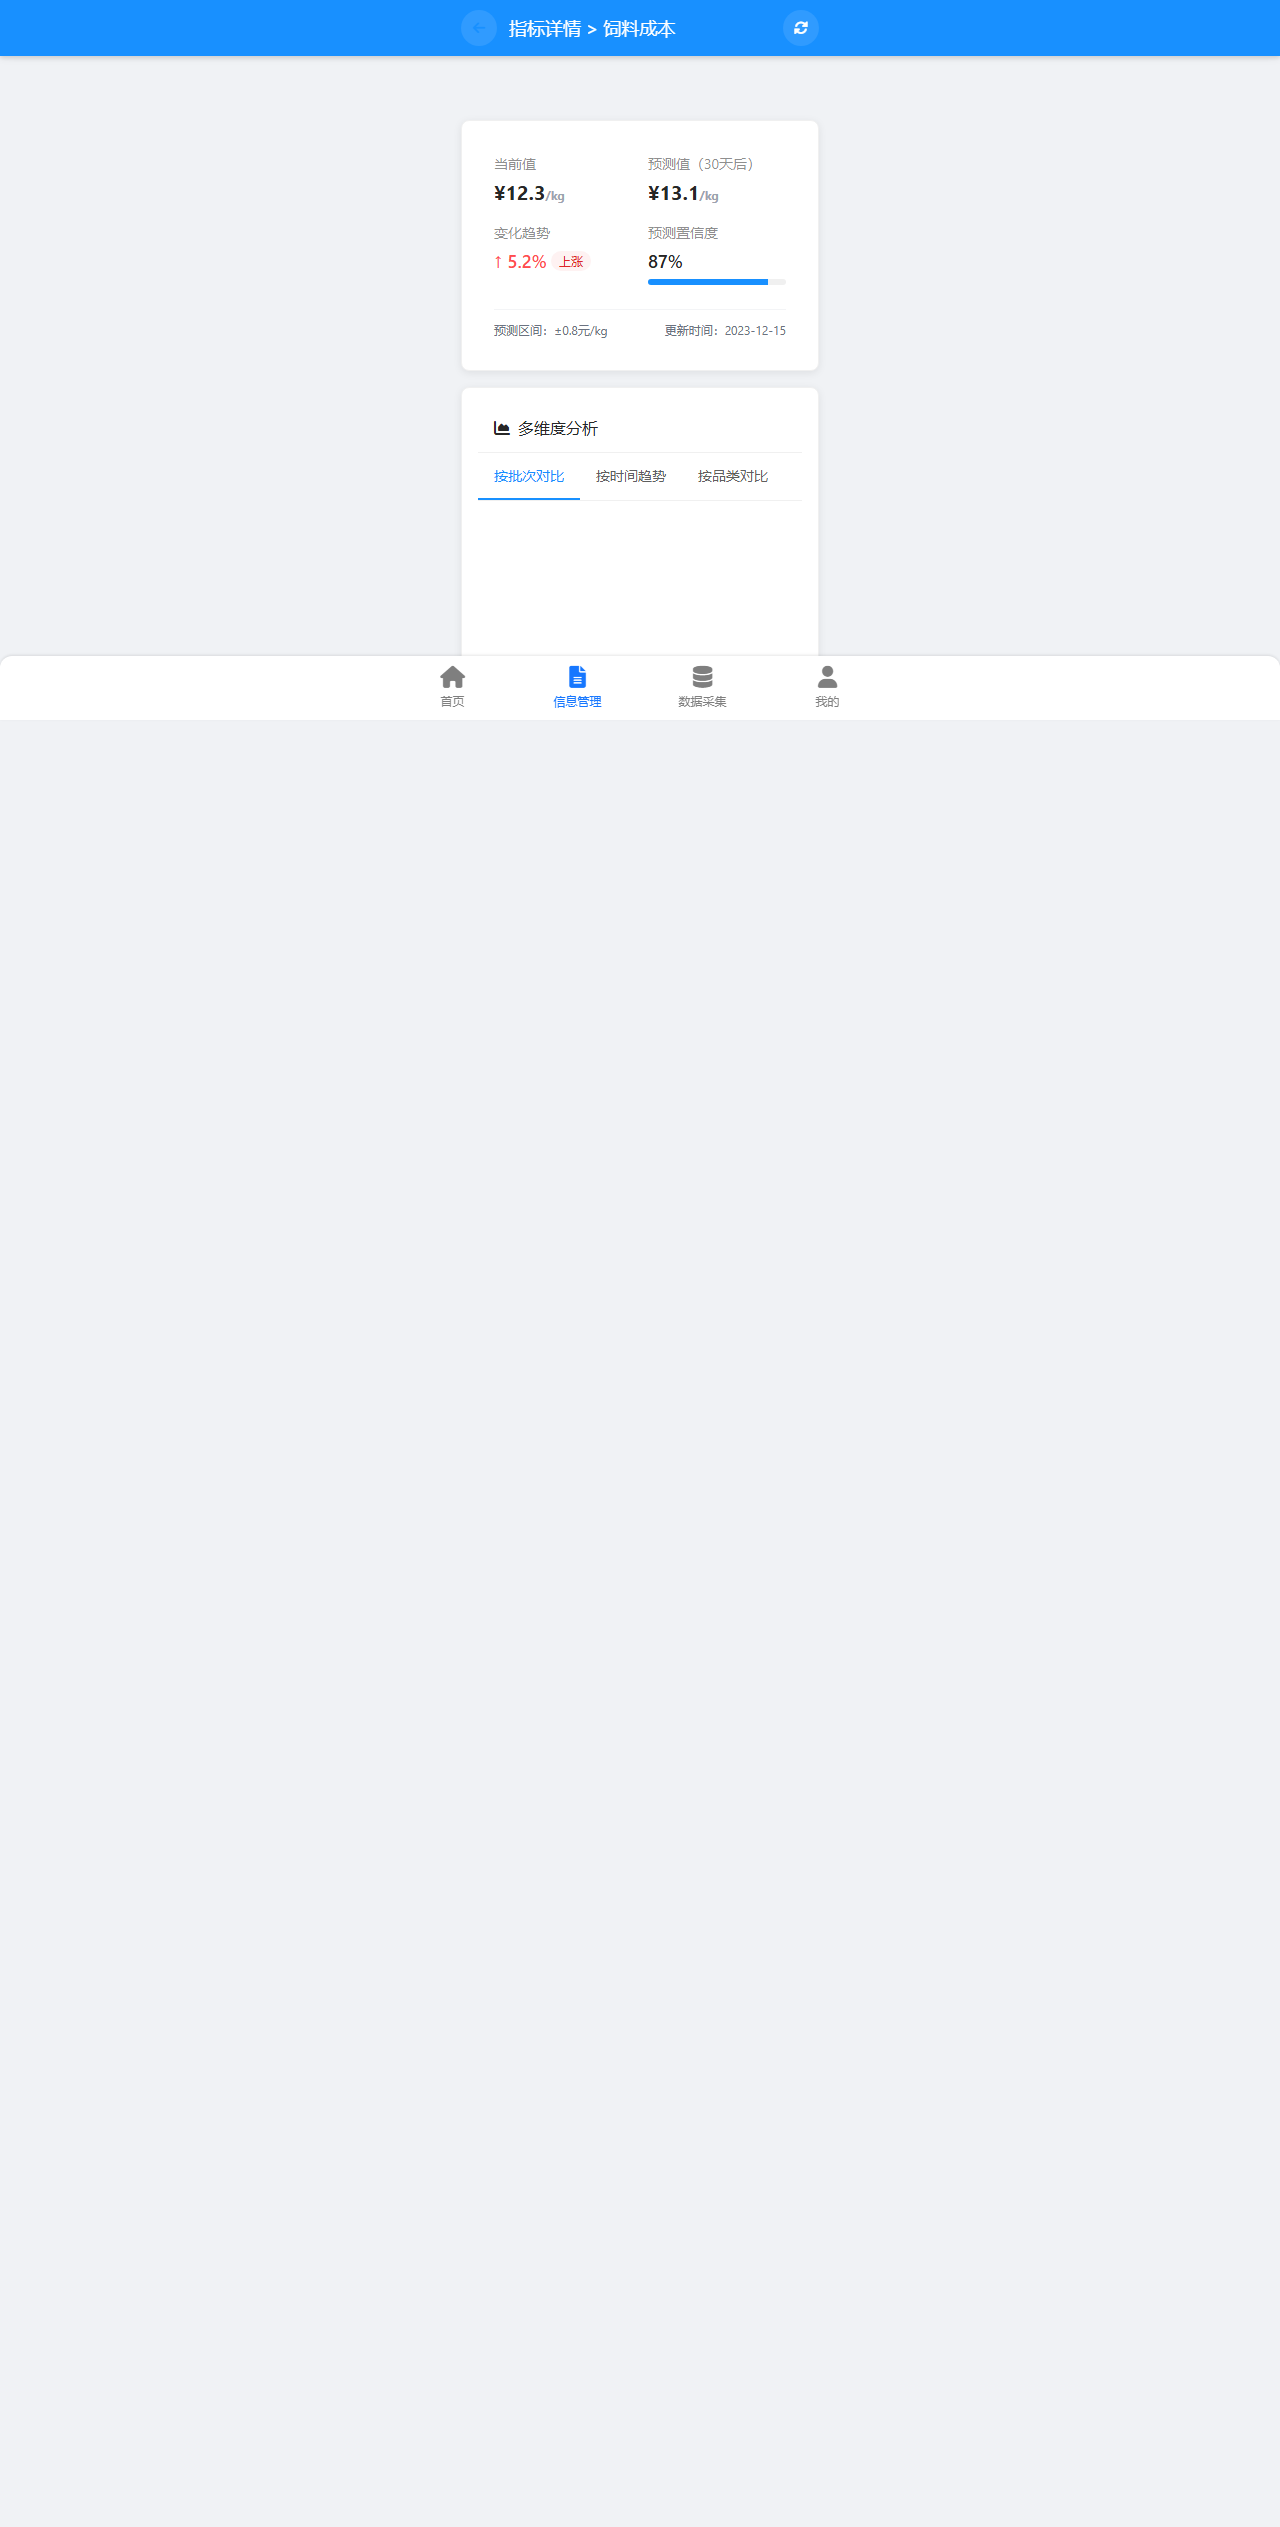 指标详情 > 饲料成本
当前值 预测值（30天后）
¥12.3/kg ¥13.1/kg
变化趋势 预测置信度
↑ 5.2% 上涨 87%
预测区间：±0.8元/kg 更新时间：2023-12-15
多维度分析
按批次对比 按时间趋势 按品类对比
首页 信息管理 数据采集 我的